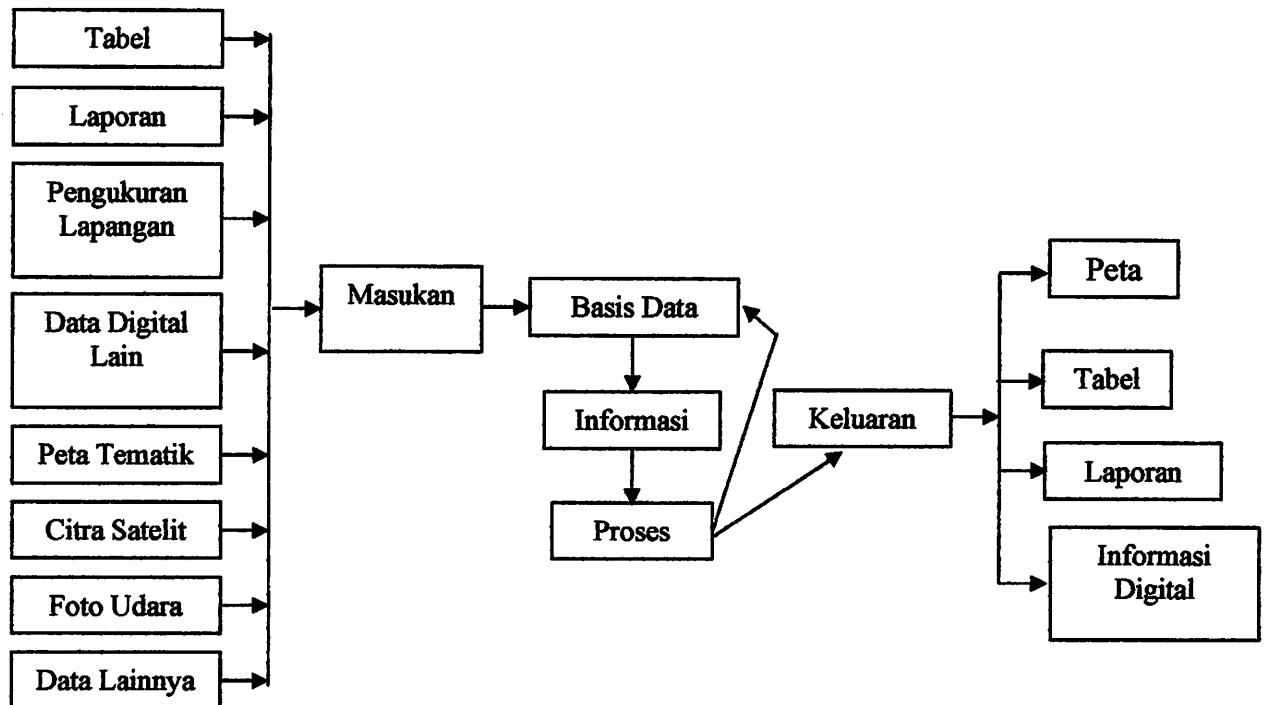 Tabel
Laporan
Pengukuran
Lapangan
Data Digital
Lain
Peta Tematik
Citra Satelit
Foto Udara
Data Lainnya
Masukan
Basis Data
Informasi
Proses
Keluaran
Peta
Tabel
Laporan
Informasi
Digital